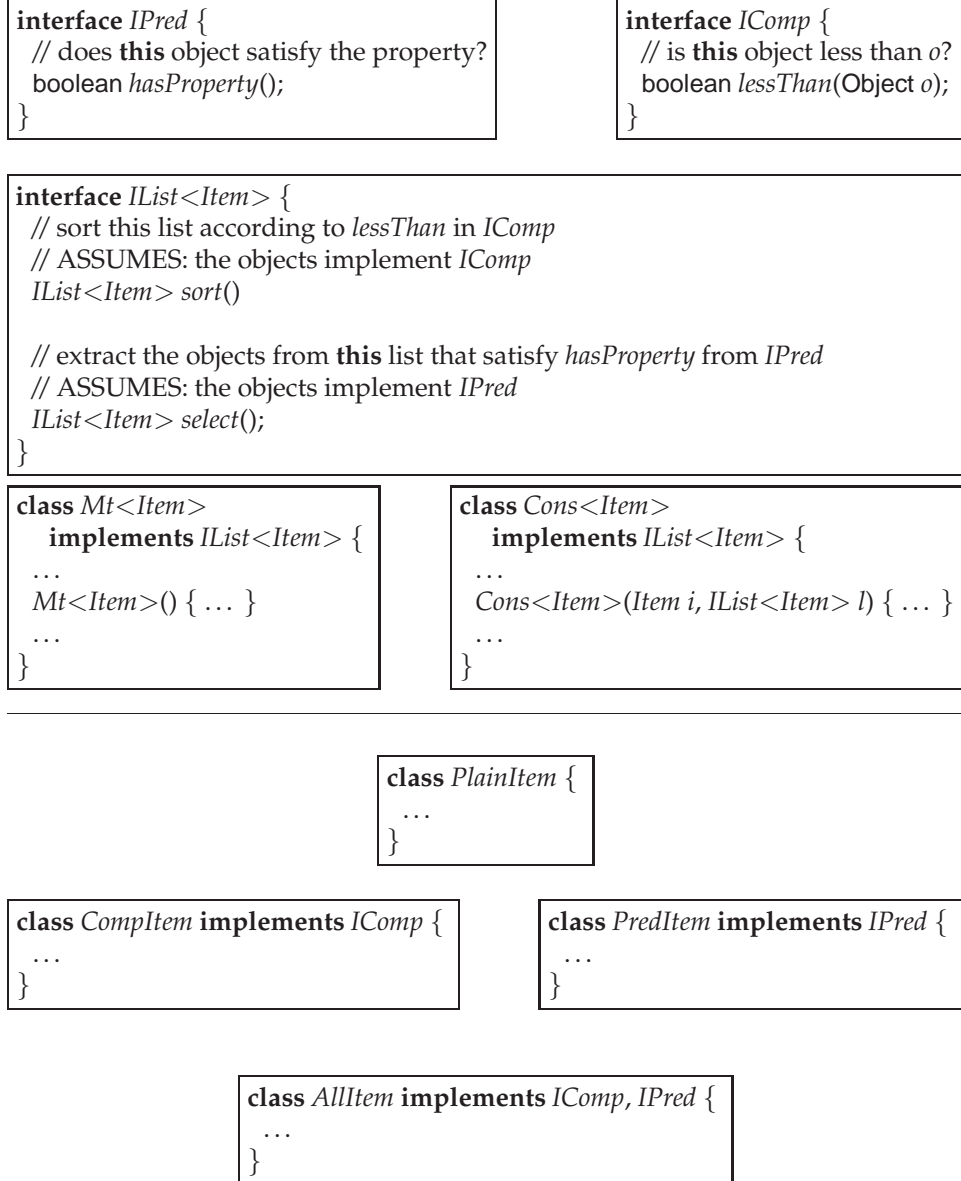 interface IPred {
// does this object satisfy the property?
boolean hasProperty();
}
interface IComp {
// is this object less than o?
boolean lessThan(Object o);
}
interface IList<Item> {
// sort this list according to lessThan in IComp
// ASSUMES: the objects implement IComp
IList<Item> sort()
// extract the objects from this list that satisfy hasProperty from IPred
// ASSUMES: the objects implement IPred
IList<Item> select();
}
class Mt<Item>
implements IList<Item> {
...
Mt<Item>() { ... }
...
}
class Cons<Item>
implements IList<Item> {
...
Cons<Item>(Item i, IList<Item> l) { ... }
...
}
class PlainItem {
...
}
class CompItem implements IComp {
...
}
class PredItem implements IPred {
...
}
class AllItem implements IComp, IPred {
...
}